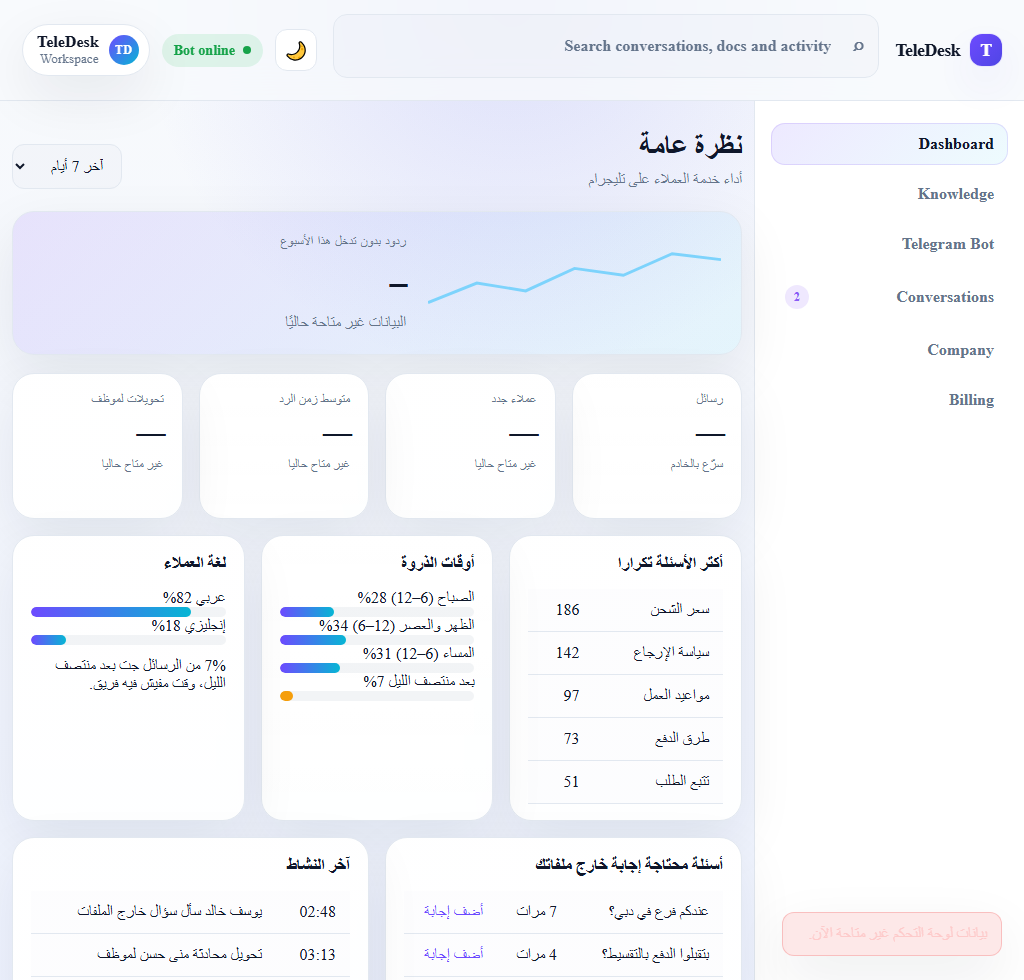 T TeleDesk
Search conversations, docs and activity
Bot online
TD TeleDesk
Workspace
Dashboard
Knowledge
Telegram Bot
Conversations 2
Company
Billing
بيانات لوحة التحكم غير متاحة الآن.
نظرة عامة
أداء خدمة العملاء على تليجرام
آخر 7 أيام
ردود بدون تدخل هذا الأسبوع
—
البيانات غير متاحة حاليًا
رسائل
—
سرّع بالخادم
عملاء جدد
—
غير متاح حاليا
متوسط زمن الرد
—
غير متاح حاليا
تحويلات لموظف
—
غير متاح حاليا
أكثر الأسئلة تكرارا
سعر الشحن 186
سياسة الإرجاع 142
مواعيد العمل 97
طرق الدفع 73
تتبع الطلب 51
أوقات الذروة
الصباح (6–12) 28%
الظهر والعصر (12–6) 34%
المساء (6–12) 31%
بعد منتصف الليل 7%
لغة العملاء
عربي 82%
إنجليزي 18%
7% من الرسائل جت بعد منتصف
الليل، وقت مفيش فيه فريق.
أسئلة محتاجة إجابة خارج ملفاتك
عندكم فرع في دبي؟ 7 مرات أضف إجابة
بتقبلوا الدفع بالتقسيط؟ 4 مرات أضف إجابة
آخر النشاط
02:48 يوسف خالد سأل سؤال خارج الملفات
03:13 تحويل محادثة منى حسن لموظف